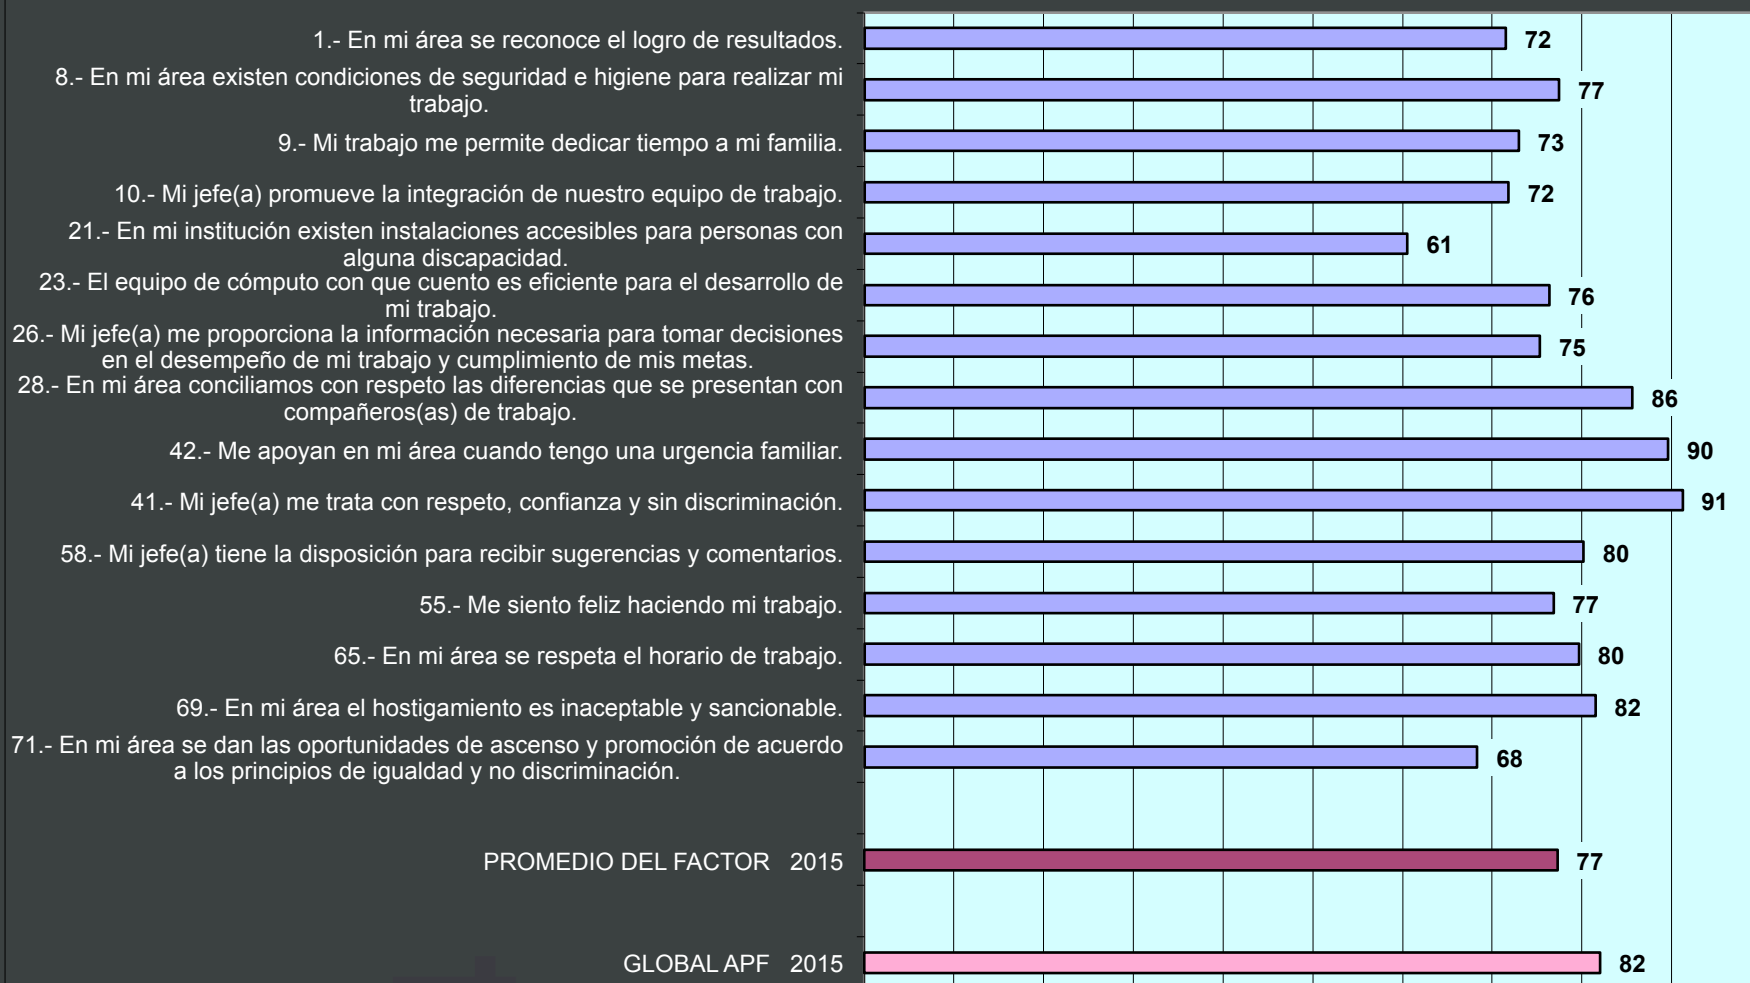 1.- En mi área se reconoce el logro de resultados. 72
8.- En mi área existen condiciones de seguridad e higiene para realizar mi
trabajo. 77
9.- Mi trabajo me permite dedicar tiempo a mi familia. 73
10.- Mi jefe(a) promueve la integración de nuestro equipo de trabajo. 72
21.- En mi institución existen instalaciones accesibles para personas con
alguna discapacidad. 61
23.- El equipo de cómputo con que cuento es eficiente para el desarrollo de
mi trabajo. 76
26.- Mi jefe(a) me proporciona la información necesaria para tomar decisiones
en el desempeño de mi trabajo y cumplimiento de mis metas. 75
28.- En mi área conciliamos con respeto las diferencias que se presentan con
compañeros(as) de trabajo. 86
42.- Me apoyan en mi área cuando tengo una urgencia familiar. 90
41.- Mi jefe(a) me trata con respeto, confianza y sin discriminación. 91
58.- Mi jefe(a) tiene la disposición para recibir sugerencias y comentarios. 80
55.- Me siento feliz haciendo mi trabajo. 77
65.- En mi área se respeta el horario de trabajo. 80
69.- En mi área el hostigamiento es inaceptable y sancionable. 82
71.- En mi área se dan las oportunidades de ascenso y promoción de acuerdo
a los principios de igualdad y no discriminación. 68
PROMEDIO DEL FACTOR 2015 77
GLOBAL APF 2015 82